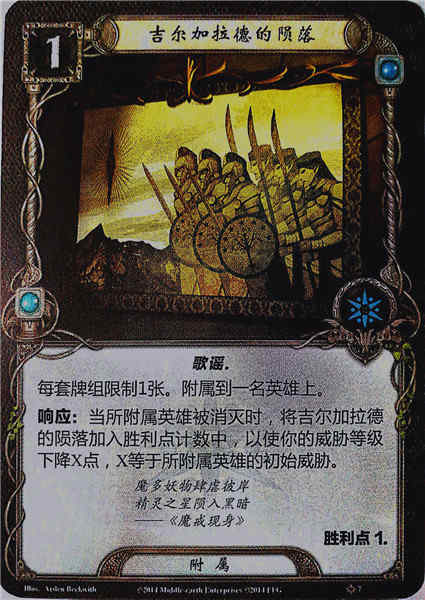 吉尔加拉德的陨落
1
歌谣.
每套牌组限制1张。附属到一名英雄上。
响应：当所附属英雄被消灭时，将吉尔加拉德
的陨落加入胜利点计数中，以使你的威胁等级
下降X点，X等于所附属英雄的初始威胁。
魔多妖物肆虐彼岸
精灵之星陨入黑暗
——《魔戒现身》
胜利点 1.
附属
Illus. Arden Beckwith
©2014 Middle-earth Enterprises ©2014 FFG
7